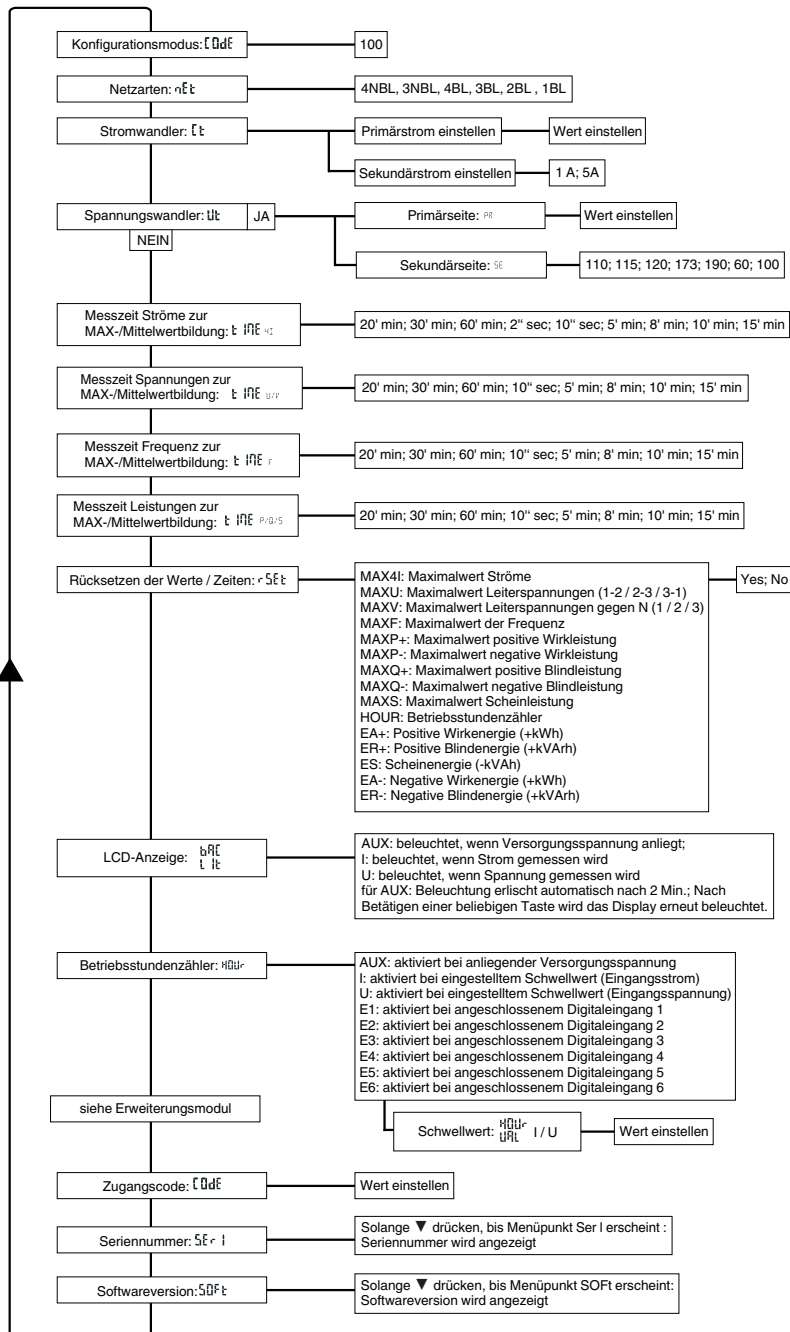 Konfigurationsmodus: COdE
100
Netzarten: nEt
4NBL, 3NBL, 4BL, 3BL, 2BL , 1BL
Stromwandler: Ct
Primärstrom einstellen
Wert einstellen
Sekundärstrom einstellen
1 A; 5A
Spannungswandler: Ut
JA
NEIN
Primärseite: PR
Wert einstellen
Sekundärseite: SE
110; 115; 120; 173; 190; 60; 100
Messzeit Ströme zur
MAX-/Mittelwertbildung: tIME 4I
20' min; 30' min; 60' min; 2“ sec; 10“ sec; 5' min; 8' min; 10' min; 15' min
Messzeit Spannungen zur
MAX-/Mittelwertbildung: tIME U/V
20' min; 30' min; 60' min; 10“ sec; 5' min; 8' min; 10' min; 15' min
Messzeit Frequenz zur
MAX-/Mittelwertbildung: tIME F
20' min; 30' min; 60' min; 10“ sec; 5' min; 8' min; 10' min; 15' min
Messzeit Leistungen zur
MAX-/Mittelwertbildung: tIME P/Q/S
20' min; 30' min; 60' min; 10“ sec; 5' min; 8' min; 10' min; 15' min
Rücksetzen der Werte / Zeiten: rSEt
MAX4I: Maximalwert Ströme
MAXU: Maximalwert Leiterspannungen (1-2 / 2-3 / 3-1)
MAXV: Maximalwert Leiterspannungen gegen N (1 / 2 / 3)
MAXF: Maximalwert der Frequenz
MAXP+: Maximalwert positive Wirkleistung
MAXP-: Maximalwert negative Wirkleistung
MAXQ+: Maximalwert positive Blindleistung
MAXQ-: Maximalwert negative Blindleistung
MAXS: Maximalwert Scheinleistung
HOUR: Betriebsstundenzähler
EA+: Positive Wirkenergie (+kWh)
ER+: Positive Blindenergie (+kVArh)
ES: Scheinenergie (-kVAh)
EA-: Negative Wirkenergie (+kWh)
ER-: Negative Blindenergie (+kVArh)
Yes; No
LCD-Anzeige: bAC
LIt
AUX: beleuchtet, wenn Versorgungsspannung anliegt;
I: beleuchtet, wenn Strom gemessen wird
U: beleuchtet, wenn Spannung gemessen wird
für AUX: Beleuchtung erlischt automatisch nach 2 Min.; Nach
Betätigen einer beliebigen Taste wird das Display erneut beleuchtet.
Betriebsstundenzähler: HOUr
AUX: aktiviert bei anliegender Versorgungsspannung
I: aktiviert bei eingestelltem Schwellwert (Eingangsstrom)
U: aktiviert bei eingestelltem Schwellwert (Eingangsspannung)
E1: aktiviert bei angeschlossenem Digitaleingang 1
E2: aktiviert bei angeschlossenem Digitaleingang 2
E3: aktiviert bei angeschlossenem Digitaleingang 3
E4: aktiviert bei angeschlossenem Digitaleingang 4
E5: aktiviert bei angeschlossenem Digitaleingang 5
E6: aktiviert bei angeschlossenem Digitaleingang 6
siehe Erweiterungsmodul
Schwellwert: HOUr VAL I / U
Wert einstellen
Zugangscode: COdE
Wert einstellen
Seriennummer: SErI
Solange ▼ drücken, bis Menüpunkt Ser I erscheint :
Seriennummer wird angezeigt
Softwareversion: SOFt
Solange ▼ drücken, bis Menüpunkt SOFt erscheint:
Softwareversion wird angezeigt